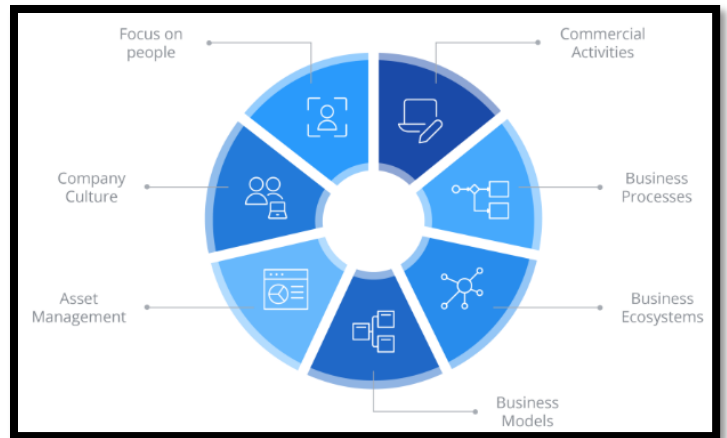 Focus on
people
Commercial
Activities
Company
Culture
Business
Processes
Asset
Management
Business
Ecosystems
Business
Models